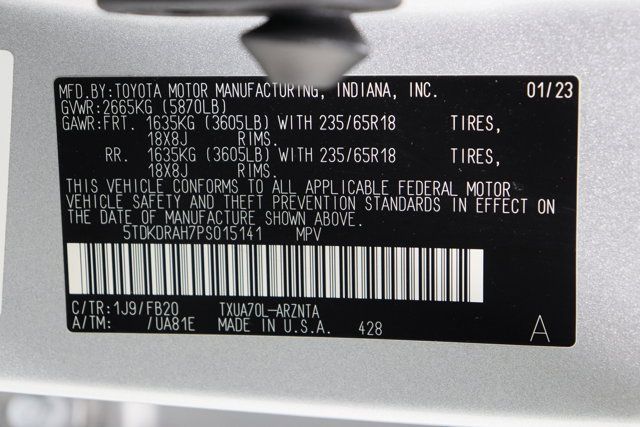 MFD.BY:TOYOTA MOTOR MANUFACTURING, INDIANA, INC. 01/23
GVWR:2665KG (5870LB)
GAWR:FRT. 1635KG (3605LB) WITH 235/65R18 TIRES,
18X8J RIMS.
RR. 1635KG (3605LB) WITH 235/65R18 TIRES,
18X8J RIMS.
THIS VEHICLE CONFORMS TO ALL APPLICABLE FEDERAL MOTOR
VEHICLE SAFETY AND THEFT PREVENTION STANDARDS IN EFFECT ON
THE DATE OF MANUFACTURE SHOWN ABOVE.
5TDKDRAH7PS015141 MPV
C/TR:1J9/FB20 TXUA70L-ARZNTA
A/TM: /UA81E MADE IN U.S.A. 428 A